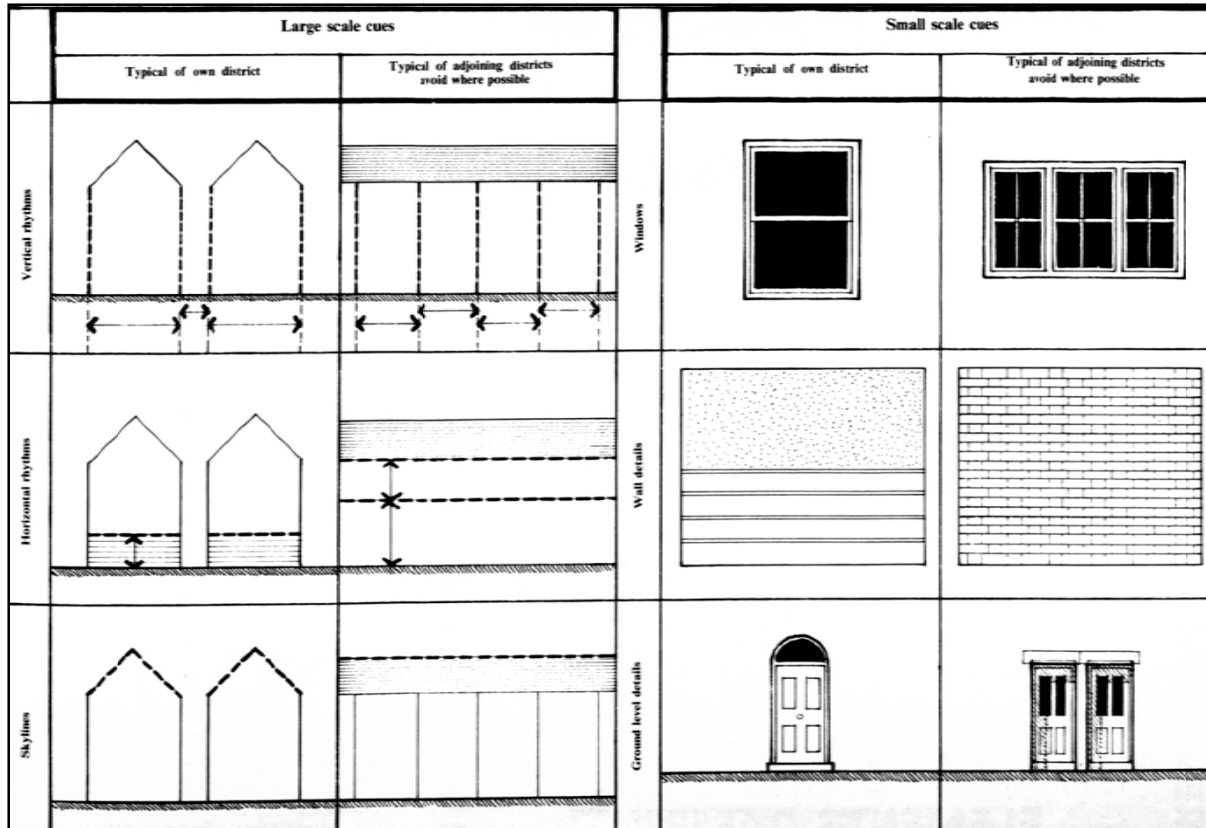 Large scale cues
Small scale cues
Typical of own district
Typical of adjoining districts
avoid where possible
Typical of own district
Typical of adjoining districts
avoid where possible
Vertical rhythms
Windows
Horizontal rhythms
Wall details
Skylines
Ground level details